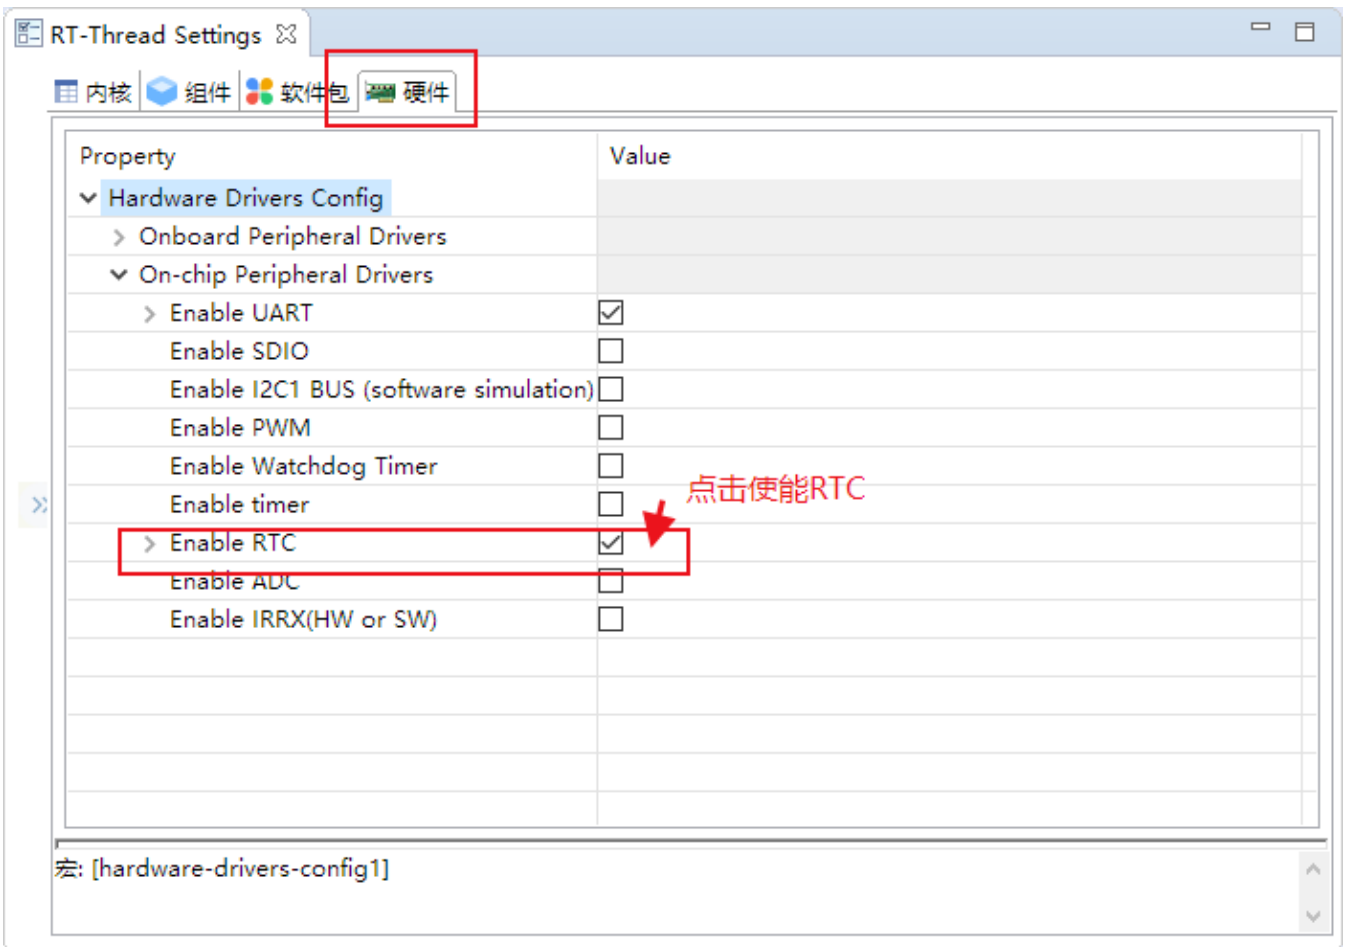 RT-Thread Settings
内核 组件 软件包 硬件
Property Value
Hardware Drivers Config
Onboard Peripheral Drivers
On-chip Peripheral Drivers
Enable UART
Enable SDIO
Enable I2C1 BUS (software simulation)
Enable PWM
Enable Watchdog Timer
点击使能RTC
Enable timer
Enable RTC
Enable ADC
Enable IRRX(HW or SW)
宏: [hardware-drivers-config1]